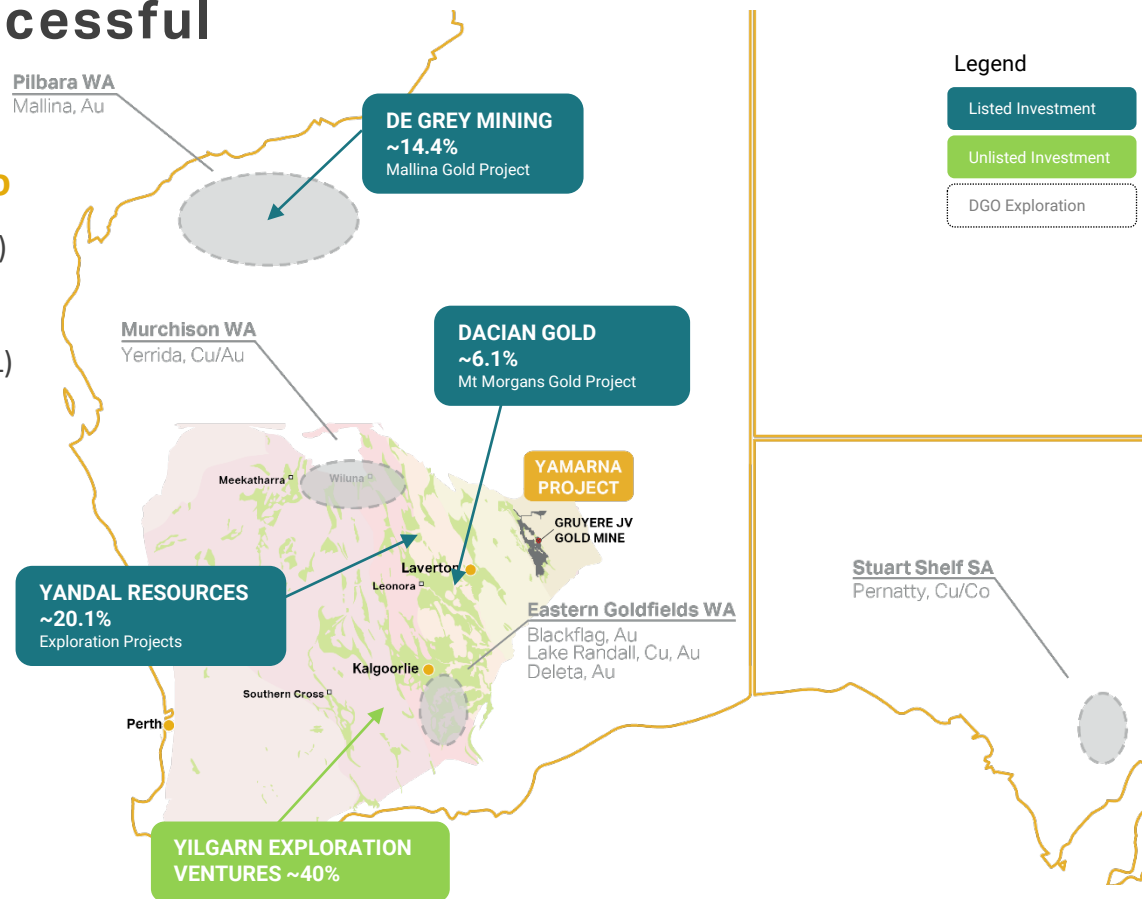 cessful
Pilbara WA
Mallina, Au
DE GREY MINING
~14.4%
Mallina Gold Project
Legend
Listed Investment
Unlisted Investment
DGO Exploration
)
Murchison WA
Yerrida, Cu/Au
DACIAN GOLD
~6.1%
Mt Morgans Gold Project
)
Meekatharra
Wiluna
YAMARNA
PROJECT
GRUYERE JV
GOLD MINE
Laverton
Leonora
YANDAL RESOURCES
~20.1%
Exploration Projects
Stuart Shelf SA
Pernatty, Cu/Co
Eastern Goldfields WA
Blackflag, Au
Lake Randall, Cu, Au
Deleta, Au
Kalgoorlie
Southern Cross
Perth
YILGARN EXPLORATION
VENTURES ~40%